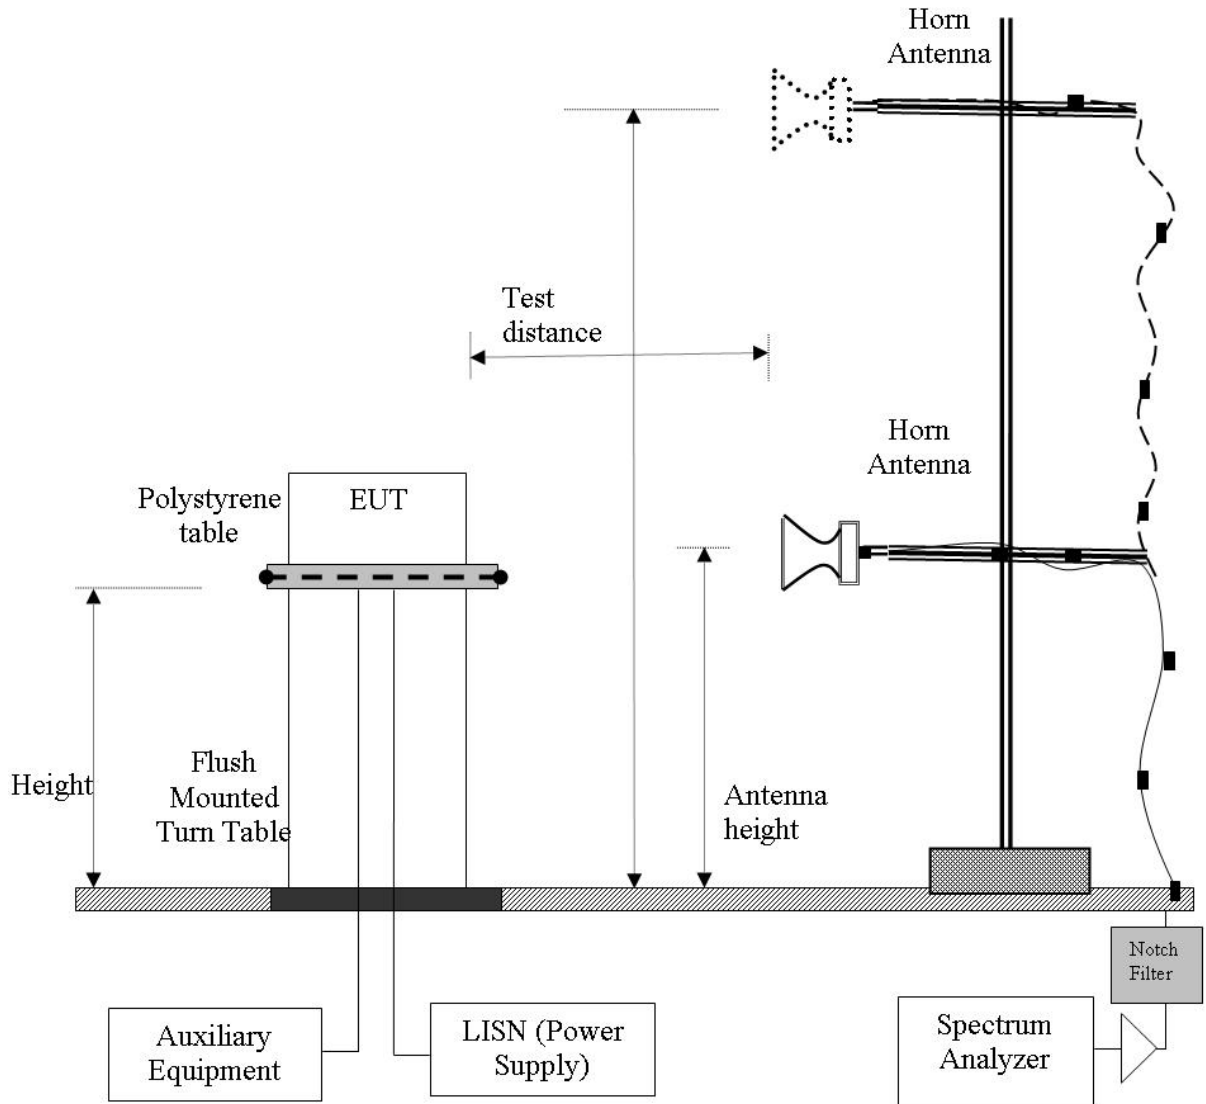 Horn
Antenna
Test
distance
Horn
Antenna
Polystyrene
table
EUT
Height
Flush
Mounted
Turn Table
Antenna
height
Notch
Filter
Auxiliary
Equipment
LISN (Power
Supply)
Spectrum
Analyzer